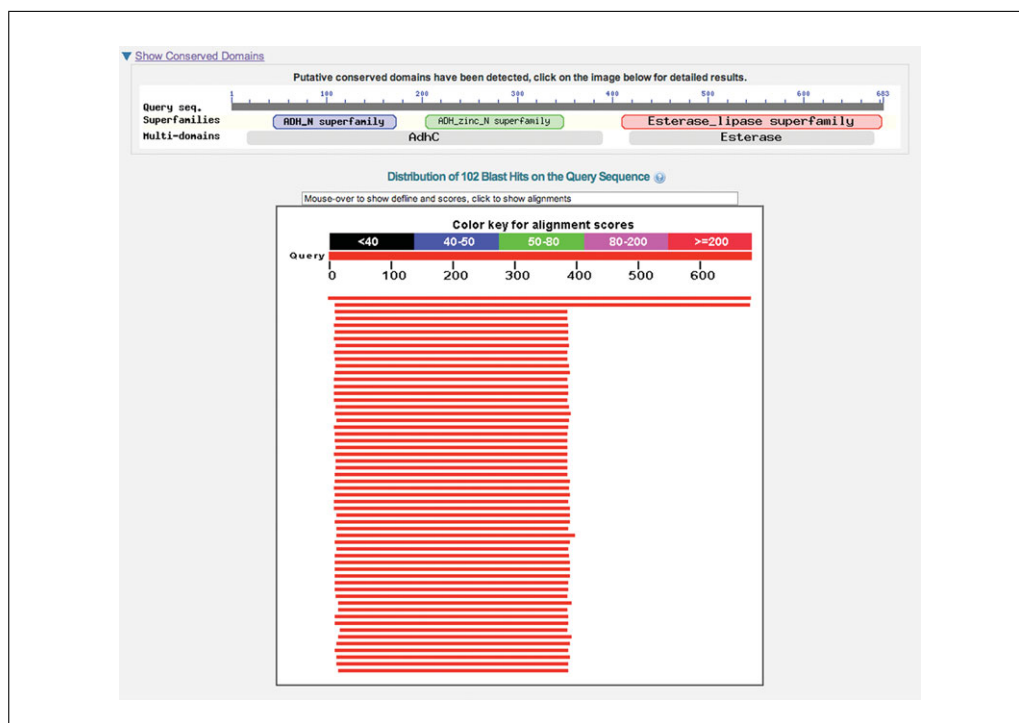 Show Conserved Domains
Putative conserved domains have been detected, click on the image below for detailed results.
1 100 200 300 400 500 600 683
Query seq.
Superfamilies ADH_N superfamily ADH_zinc_N superfamily Esterase_lipase superfamily
Multi-domains AdhC Esterase
Distribution of 102 Blast Hits on the Query Sequence ?
Mouse-over to show defline and scores, click to show alignments
Color key for alignment scores
<40 40-50 50-80 80-200 >=200
Query
0 100 200 300 400 500 600